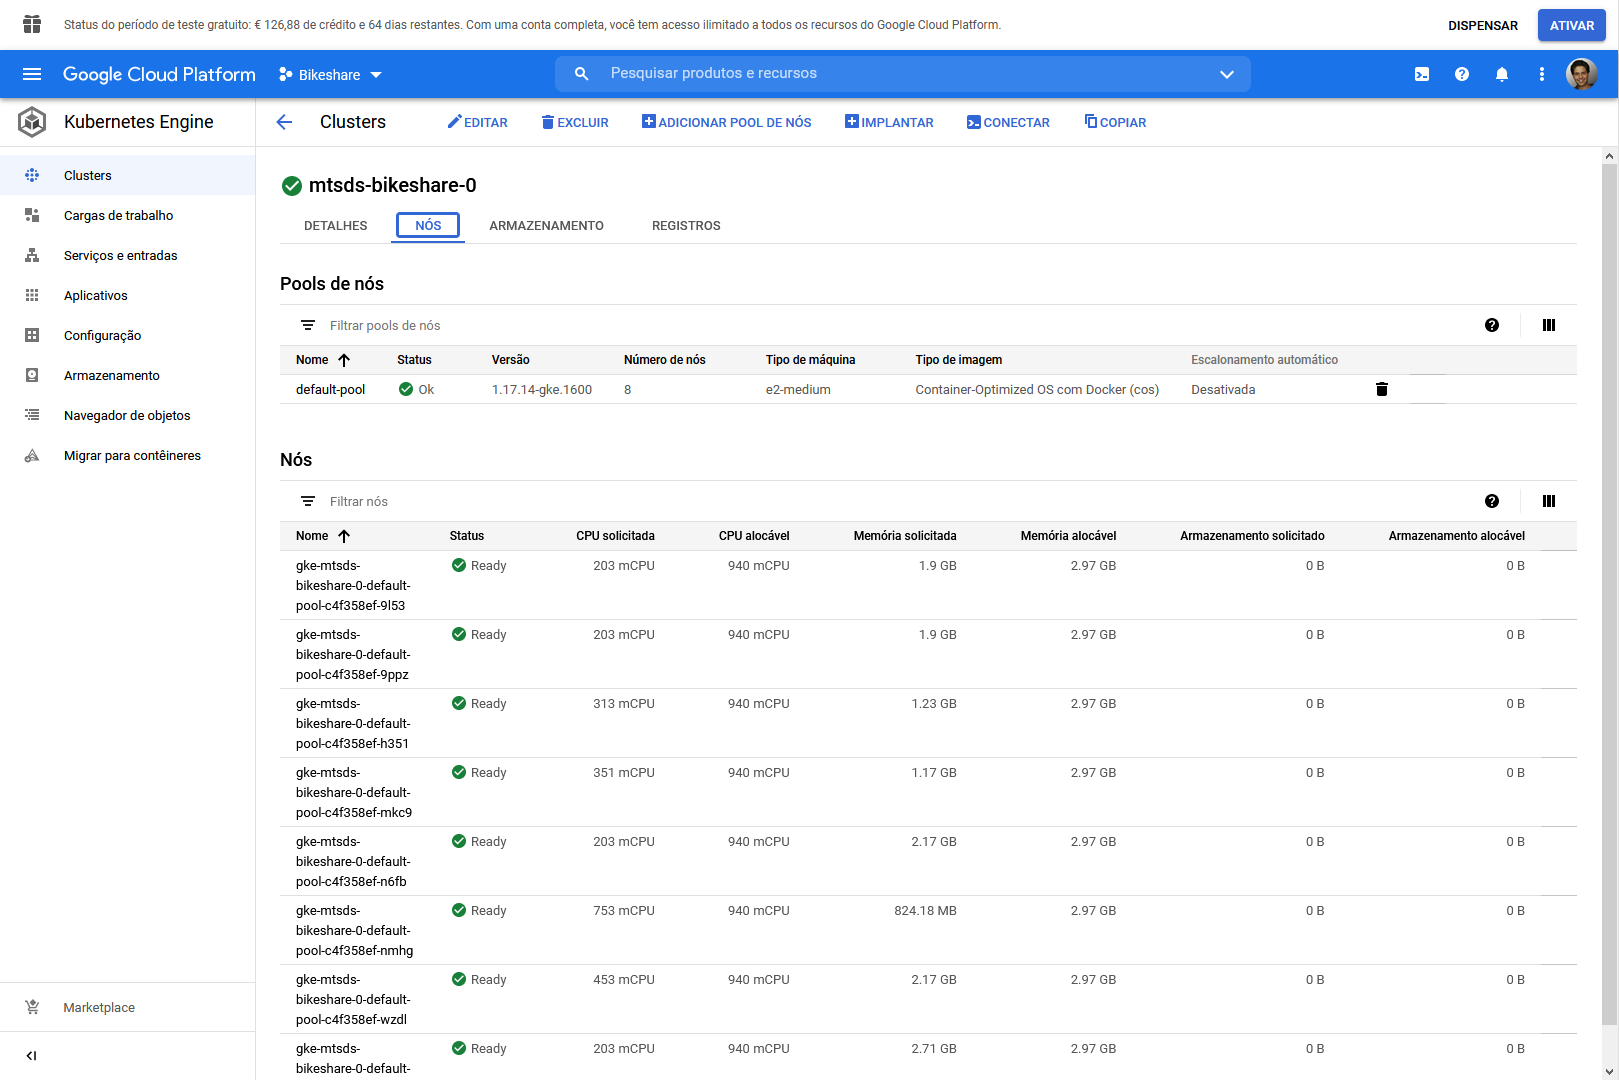 Status do período de teste gratuito: € 126,88 de crédito e 64 dias restantes. Com uma conta completa, você tem acesso ilimitado a todos os recursos do Google Cloud Platform.
DISPENSAR
ATIVAR
Google Cloud Platform
Bikeshare
Pesquisar produtos e recursos
Kubernetes Engine
Clusters
EDITAR
EXCLUIR
ADICIONAR POOL DE NÓS
IMPLANTAR
CONECTAR
COPIAR
Clusters
Cargas de trabalho
Serviços e entradas
Aplicativos
Configuração
Armazenamento
Navegador de objetos
Migrar para contêineres
Marketplace
mtsds-bikeshare-0
DETALHES
NÓS
ARMAZENAMENTO
REGISTROS
Pools de nós
Filtrar pools de nós
Nome Status Versão Número de nós Tipo de máquina Tipo de imagem Escalonamento automático
default-pool Ok 1.17.14-gke.1600 8 e2-medium Container-Optimized OS com Docker (cos) Desativada
Nós
Filtrar nós
Nome Status CPU solicitada CPU alocável Memória solicitada Memória alocável Armazenamento solicitado Armazenamento alocável
gke-mtsds- Ready 203 mCPU 940 mCPU 1.9 GB 2.97 GB 0 B 0 B
bikeshare-0-default-
pool-c4f358ef-9l53
gke-mtsds- Ready 203 mCPU 940 mCPU 1.9 GB 2.97 GB 0 B 0 B
bikeshare-0-default-
pool-c4f358ef-9ppz
gke-mtsds- Ready 313 mCPU 940 mCPU 1.23 GB 2.97 GB 0 B 0 B
bikeshare-0-default-
pool-c4f358ef-h351
gke-mtsds- Ready 351 mCPU 940 mCPU 1.17 GB 2.97 GB 0 B 0 B
bikeshare-0-default-
pool-c4f358ef-mkc9
gke-mtsds- Ready 203 mCPU 940 mCPU 2.17 GB 2.97 GB 0 B 0 B
bikeshare-0-default-
pool-c4f358ef-n6fb
gke-mtsds- Ready 753 mCPU 940 mCPU 824.18 MB 2.97 GB 0 B 0 B
bikeshare-0-default-
pool-c4f358ef-nmhg
gke-mtsds- Ready 453 mCPU 940 mCPU 2.17 GB 2.97 GB 0 B 0 B
bikeshare-0-default-
pool-c4f358ef-wzdl
gke-mtsds- Ready 203 mCPU 940 mCPU 2.71 GB 2.97 GB 0 B 0 B
bikeshare-0-default-